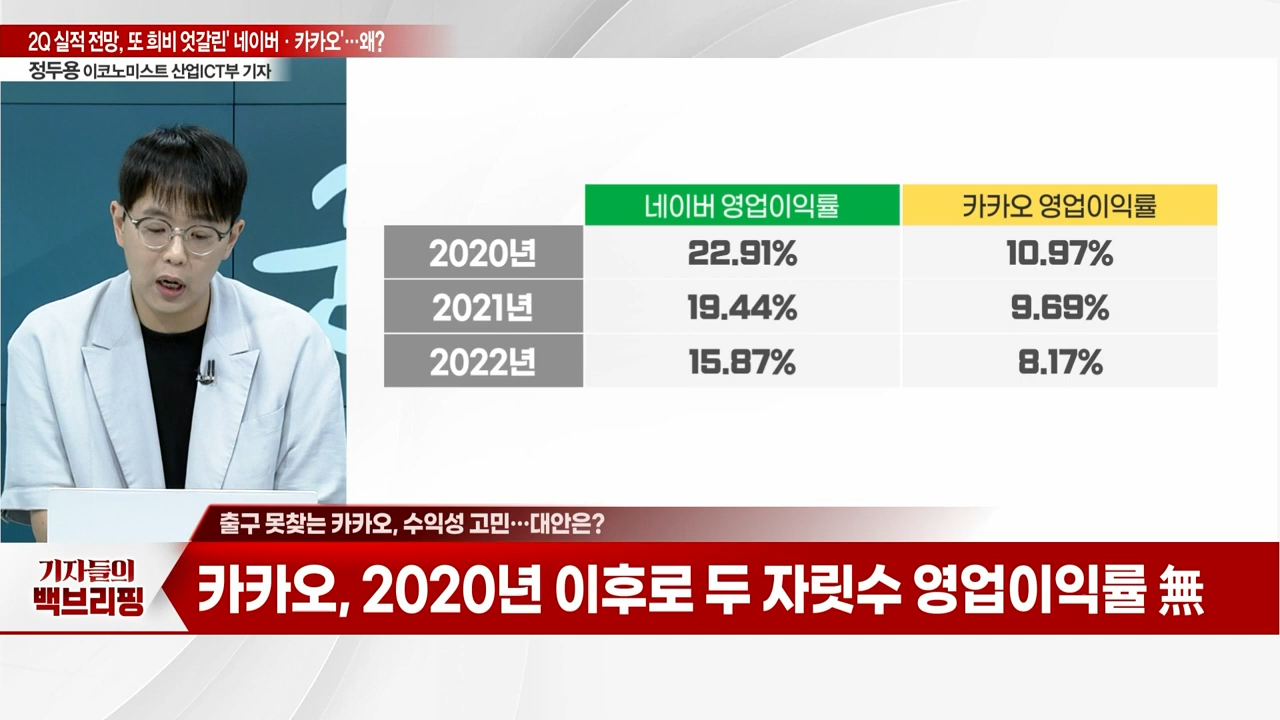 2Q 실적 전망, 또 희비 엇갈린' 네이버·카카오'…왜?
정두용 이코노미스트 산업ICT부 기자
네이버 영업이익률 카카오 영업이익률
2020년 22.91% 10.97%
2021년 19.44% 9.69%
2022년 15.87% 8.17%
출구 못찾는 카카오, 수익성 고민…대안은?
기자들의
백브리핑
카카오, 2020년 이후로 두 자릿수 영업이익률 無